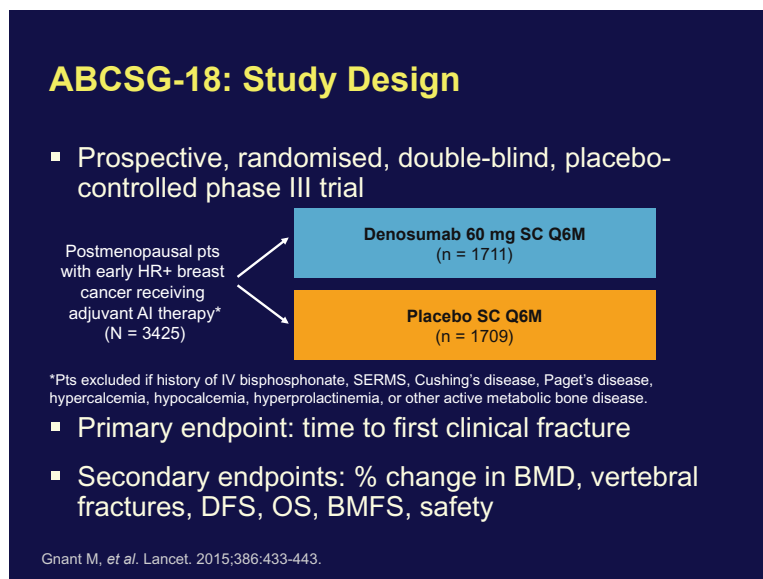 ABCSG-18: Study Design
▪ Prospective, randomised, double-blind, placebo-
controlled phase III trial
Postmenopausal pts
with early HR+ breast
cancer receiving
adjuvant AI therapy*
(N = 3425)
Denosumab 60 mg SC Q6M
(n = 1711)
Placebo SC Q6M
(n = 1709)
*Pts excluded if history of IV bisphosphonate, SERMS, Cushing’s disease, Paget’s disease,
hypercalcemia, hypocalcemia, hyperprolactinemia, or other active metabolic bone disease.
▪ Primary endpoint: time to first clinical fracture
▪ Secondary endpoints: % change in BMD, vertebral
fractures, DFS, OS, BMFS, safety
Gnant M, et al. Lancet. 2015;386:433-443.